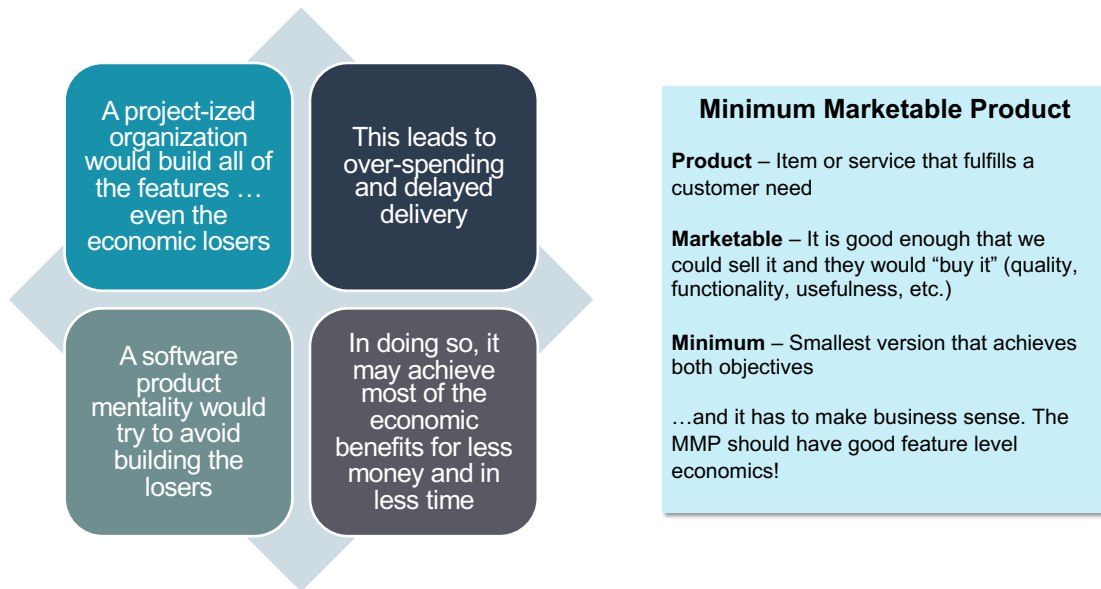 A project-ized
organization
would build all of
the features …
even the
economic losers
This leads to
over-spending
and delayed
delivery
A software
product
mentality would
try to avoid
building the
losers
In doing so, it
may achieve
most of the
economic
benefits for less
money and in
less time
Minimum Marketable Product
Product – Item or service that fulfills a
customer need
Marketable – It is good enough that we
could sell it and they would “buy it” (quality,
functionality, usefulness, etc.)
Minimum – Smallest version that achieves
both objectives
…and it has to make business sense. The
MMP should have good feature level
economics!